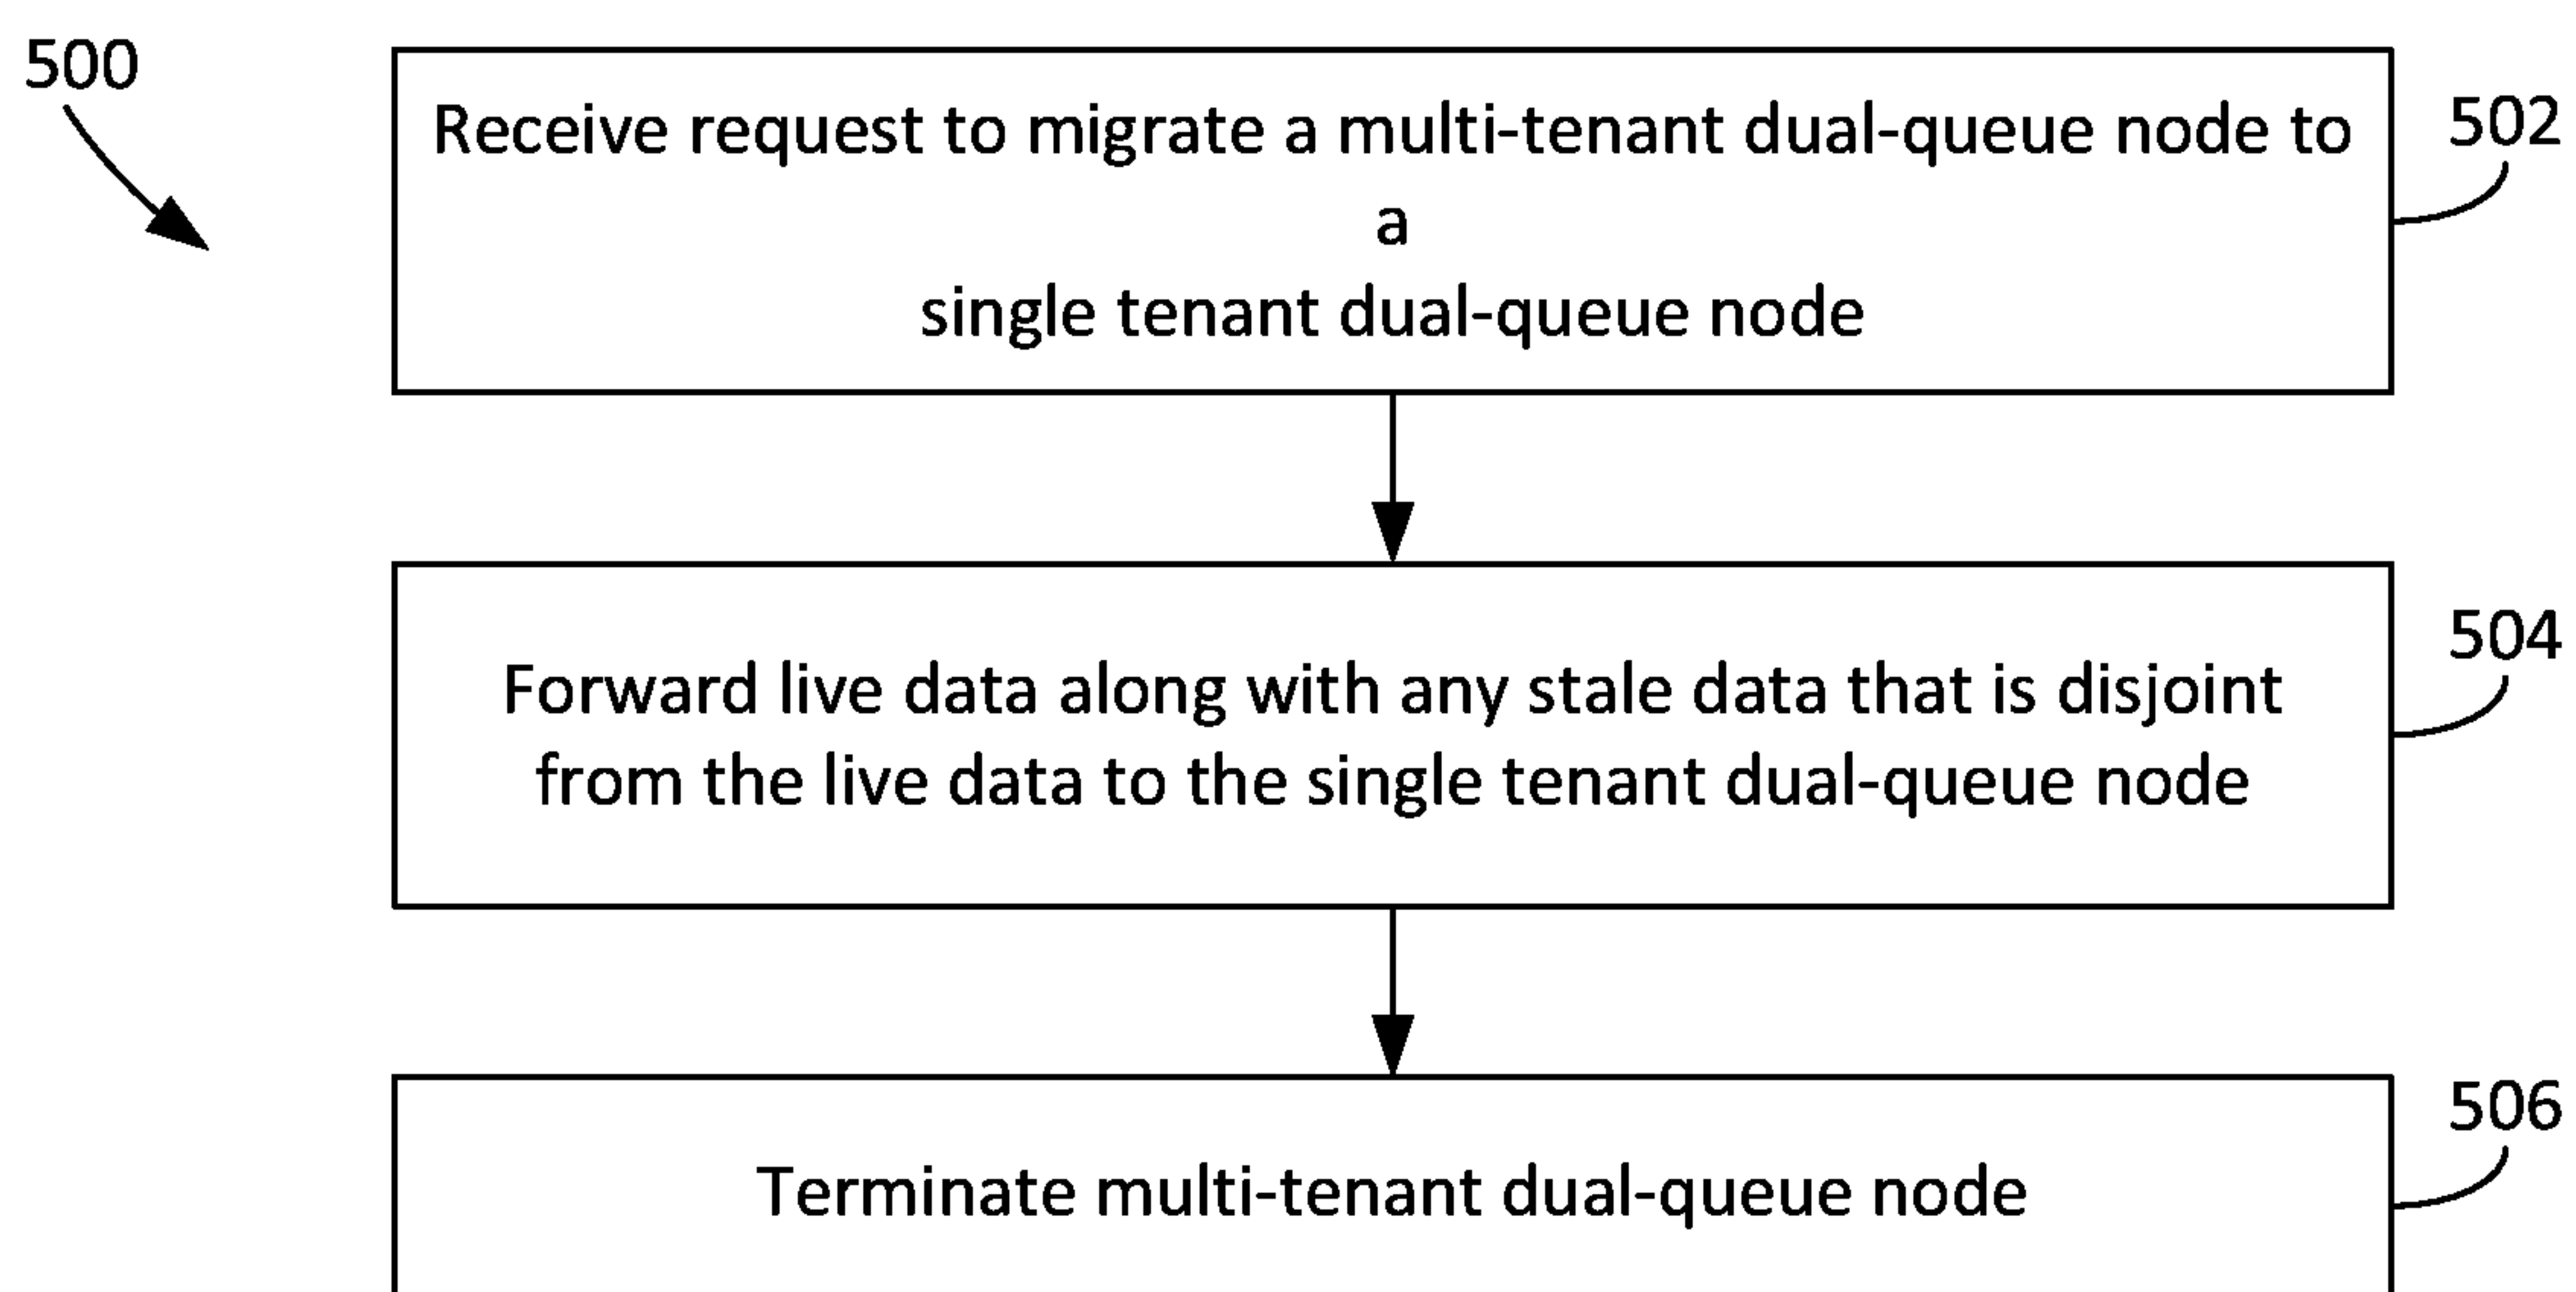 500
Receive request to migrate a multi-tenant dual-queue node to
a
single tenant dual-queue node
502
Forward live data along with any stale data that is disjoint
from the live data to the single tenant dual-queue node
504
Terminate multi-tenant dual-queue node
506